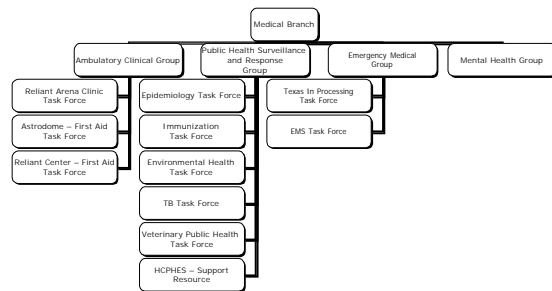 Medical Branch
Ambulatory Clinical Group
Public Health Surveillance
and Response
Group
Emergency Medical
Group
Mental Health Group
Reliant Arena Clinic
Task Force
Astrodome – First Aid
Task Force
Reliant Center – First Aid
Task Force
Epidemiology Task Force
Immunization
Task Force
Environmental Health
Task Force
TB Task Force
Veterinary Public Health
Task Force
HCPHES – Support
Resource
Texas In Processing
Task Force
EMS Task Force